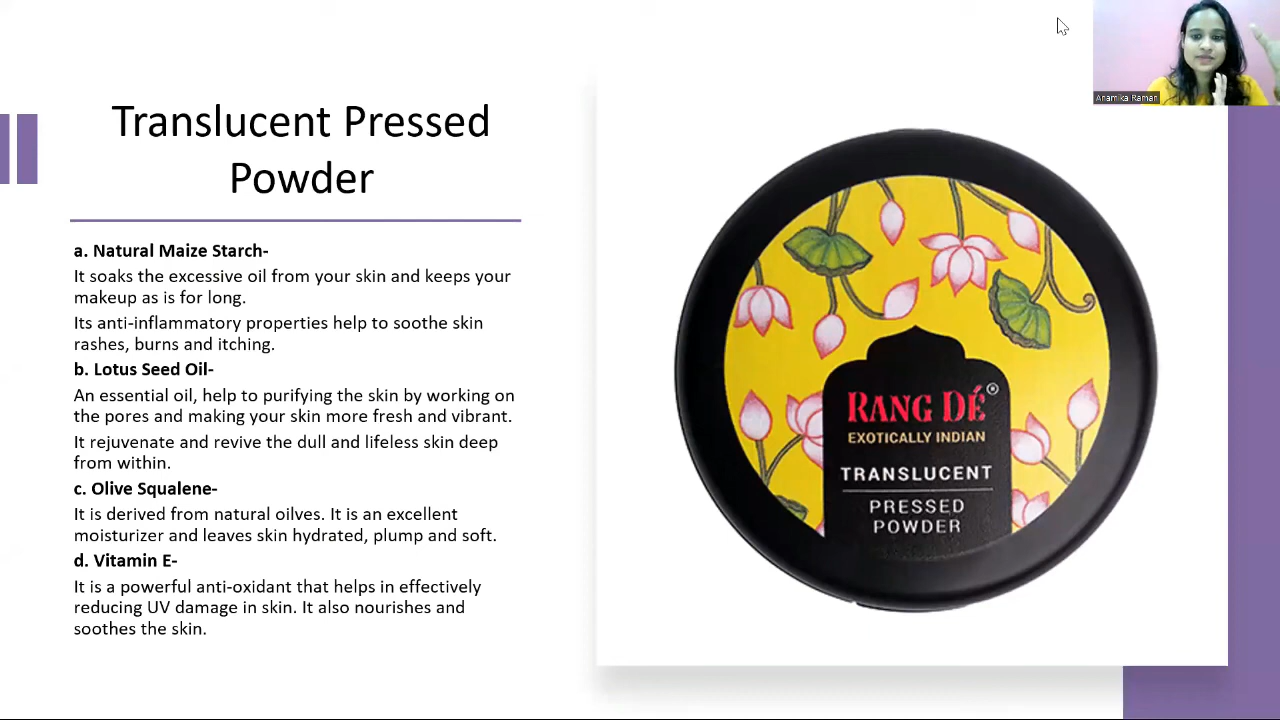 Anamika Raman
Translucent Pressed
Powder
a. Natural Maize Starch-
It soaks the excessive oil from your skin and keeps your
makeup as is for long.
Its anti-inflammatory properties help to soothe skin
rashes, burns and itching.
b. Lotus Seed Oil-
An essential oil, help to purifying the skin by working on
the pores and making your skin more fresh and vibrant.
It rejuvenate and revive the dull and lifeless skin deep
from within.
c. Olive Squalene-
It is derived from natural oilves. It is an excellent
moisturizer and leaves skin hydrated, plump and soft.
d. Vitamin E-
It is a powerful anti-oxidant that helps in effectively
reducing UV damage in skin. It also nourishes and
soothes the skin.
RANG DÉ®
EXOTICALLY INDIAN
TRANSLUCENT
PRESSED
POWDER